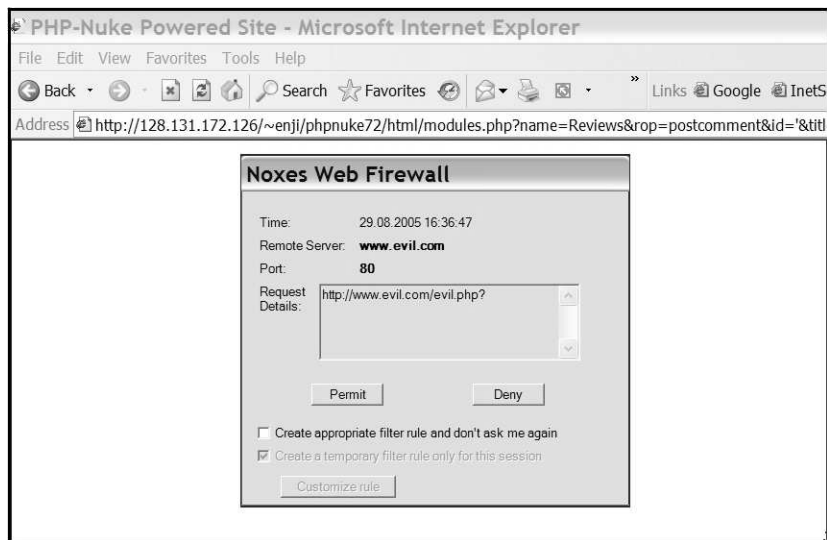 PHP-Nuke Powered Site - Microsoft Internet Explorer
File Edit View Favorites Tools Help
Back Search Favorites » Links Google InetS
Address http://128.131.172.126/~enji/phpnuke72/html/modules.php?name=Reviews&rop=postcomment&id='&titl
Noxes Web Firewall
Time: 29.08.2005 16:36:47
Remote Server: www.evil.com
Port: 80
Request Details: http://www.evil.com/evil.php?
Permit Deny
Create appropriate filter rule and don't ask me again
Create a temporary filter rule only for this session
Customize rule